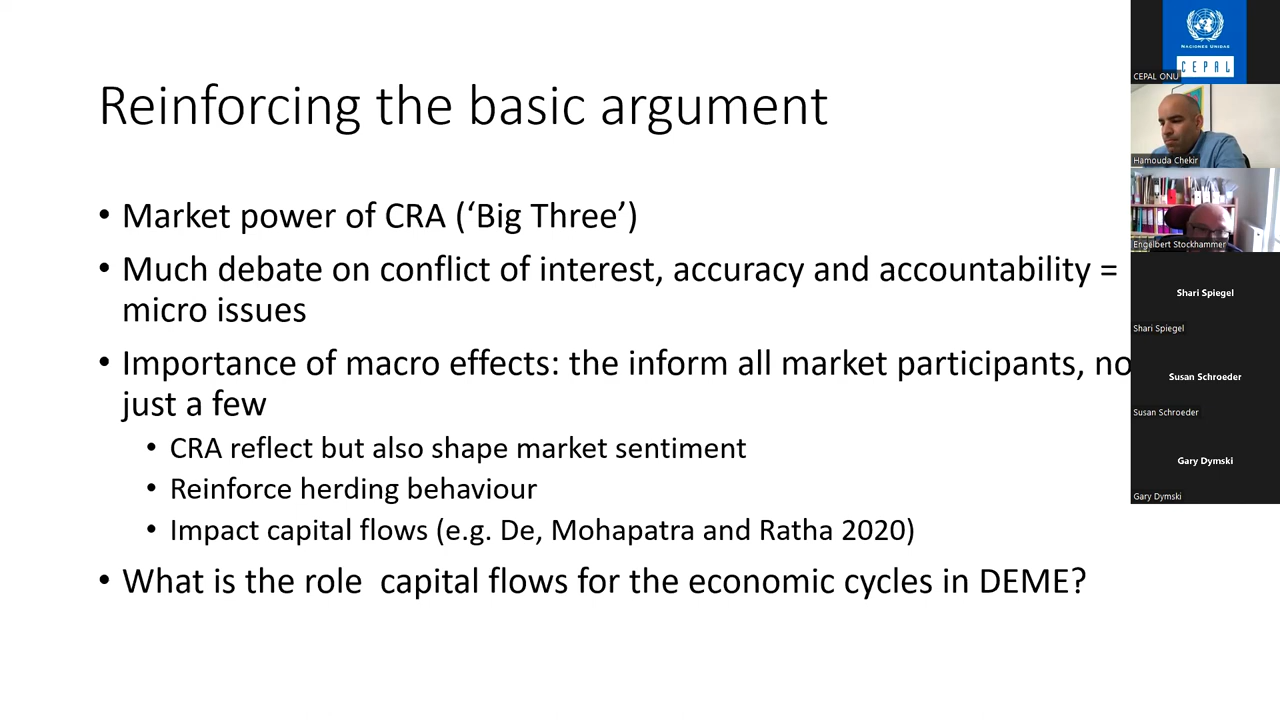 Reinforcing the basic argument
• Market power of CRA (‘Big Three’)
• Much debate on conflict of interest, accuracy and accountability =
micro issues
• Importance of macro effects: the inform all market participants, no
just a few
• CRA reflect but also shape market sentiment
• Reinforce herding behaviour
• Impact capital flows (e.g. De, Mohapatra and Ratha 2020)
• What is the role  capital flows for the economic cycles in DEME?
NACIONES UNIDAS
CEPAL
CEPAL ONU
Hamouda Chekir
Engelbert Stockhammer
Shari Spiegel
Shari Spiegel
Susan Schroeder
Susan Schroeder
Gary Dymski
Gary Dymski